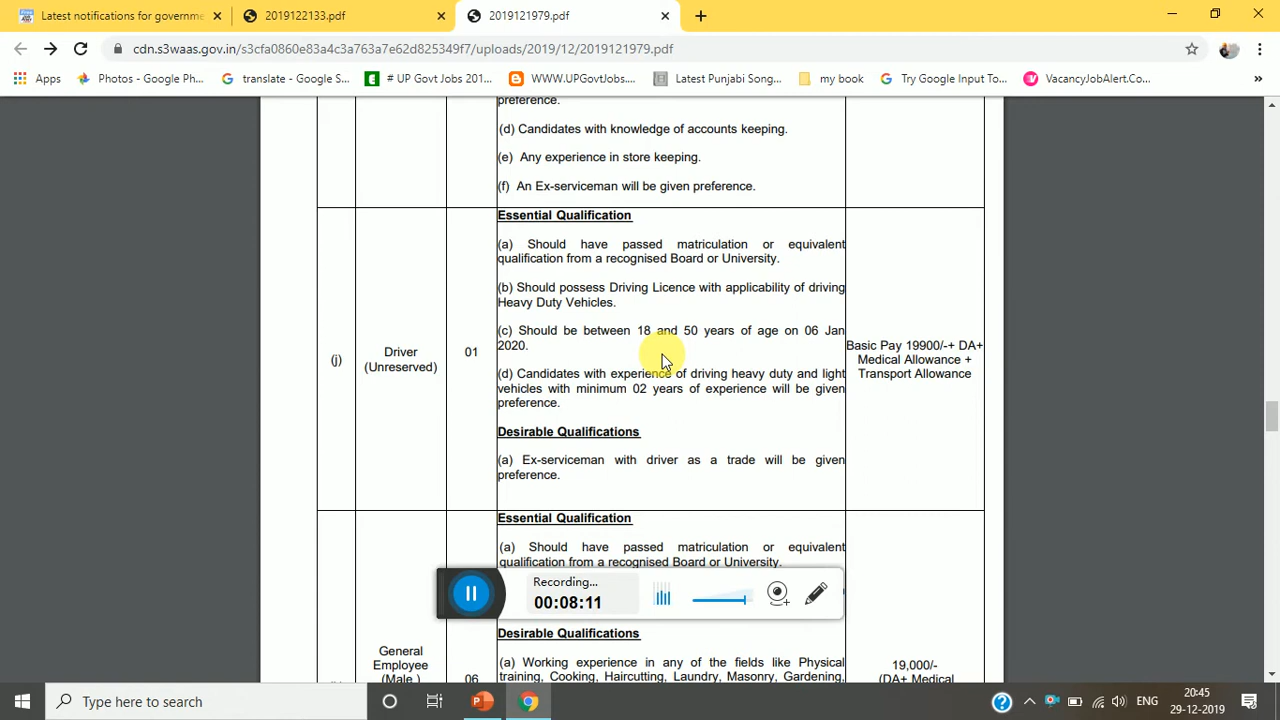 Latest notifications for governme
2019122133.pdf
2019121979.pdf
cdn.s3waas.gov.in/s3cfa0860e83a4c3a763a7e62d825349f7/uploads/2019/12/2019121979.pdf
Apps
Photos - Google Ph...
translate - Google S...
# UP Govt Jobs 201...
WWW.UPGovtJobs....
Latest Punjabi Song...
my book
Try Google Input To...
VacancyJobAlert.Co...
»
preference.
(d) Candidates with knowledge of accounts keeping.
(e) Any experience in store keeping.
(f) An Ex-serviceman will be given preference.
(j)
Driver
(Unreserved)
01
Essential Qualification
(a) Should have passed matriculation or equivalent
qualification from a recognised Board or University.
(b) Should possess Driving Licence with applicability of driving
Heavy Duty Vehicles.
(c) Should be between 18 and 50 years of age on 06 Jan
2020.
(d) Candidates with experience of driving heavy duty and light
vehicles with minimum 02 years of experience will be given
preference.
Desirable Qualifications
(a) Ex-serviceman with driver as a trade will be given
preference.
Basic Pay 19900/-+ DA+
Medical Allowance +
Transport Allowance
General
Employee
(Male )
06
Essential Qualification
(a) Should have passed matriculation or equivalent
qualification from a recognised Board or University.
Desirable Qualifications
(a) Working experience in any of the fields like Physical
training, Cooking, Haircutting, Laundry, Masonry, Gardening,
19,000/-
(DA+ Medical
Recording...
00:08:11
Type here to search
ENG
20:45
29-12-2019